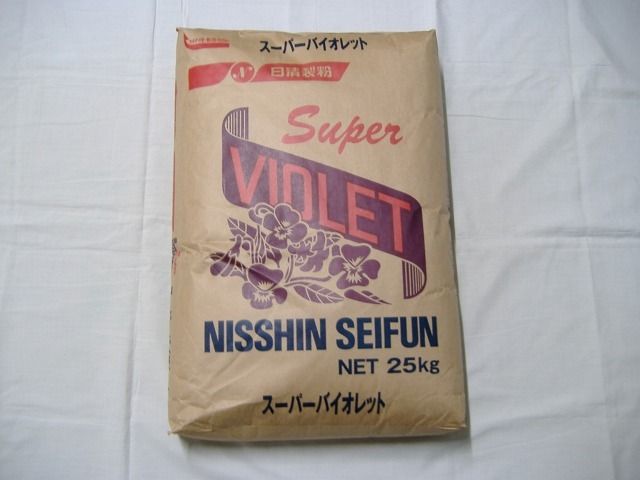 スーパーバイオレット
日清製粉
Super
VIOLET
NISSHIN SEIFUN
NET 25kg
スーパーバイオレット